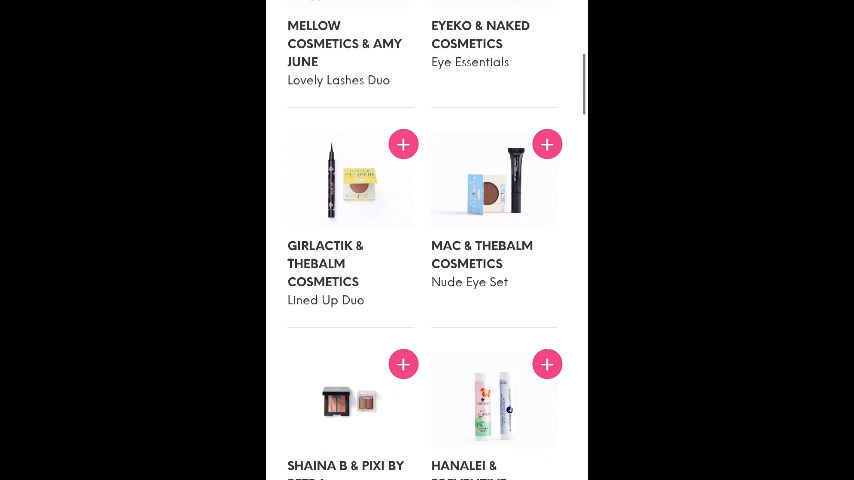 MELLOW
COSMETICS & AMY
JUNE
Lovely Lashes Duo
EYEKO & NAKED
COSMETICS
Eye Essentials
GIRLACTIK &
THEBALM
COSMETICS
Lined Up Duo
MAC & THEBALM
COSMETICS
Nude Eye Set
SHAINA B & PIXI BY
HANALEI &